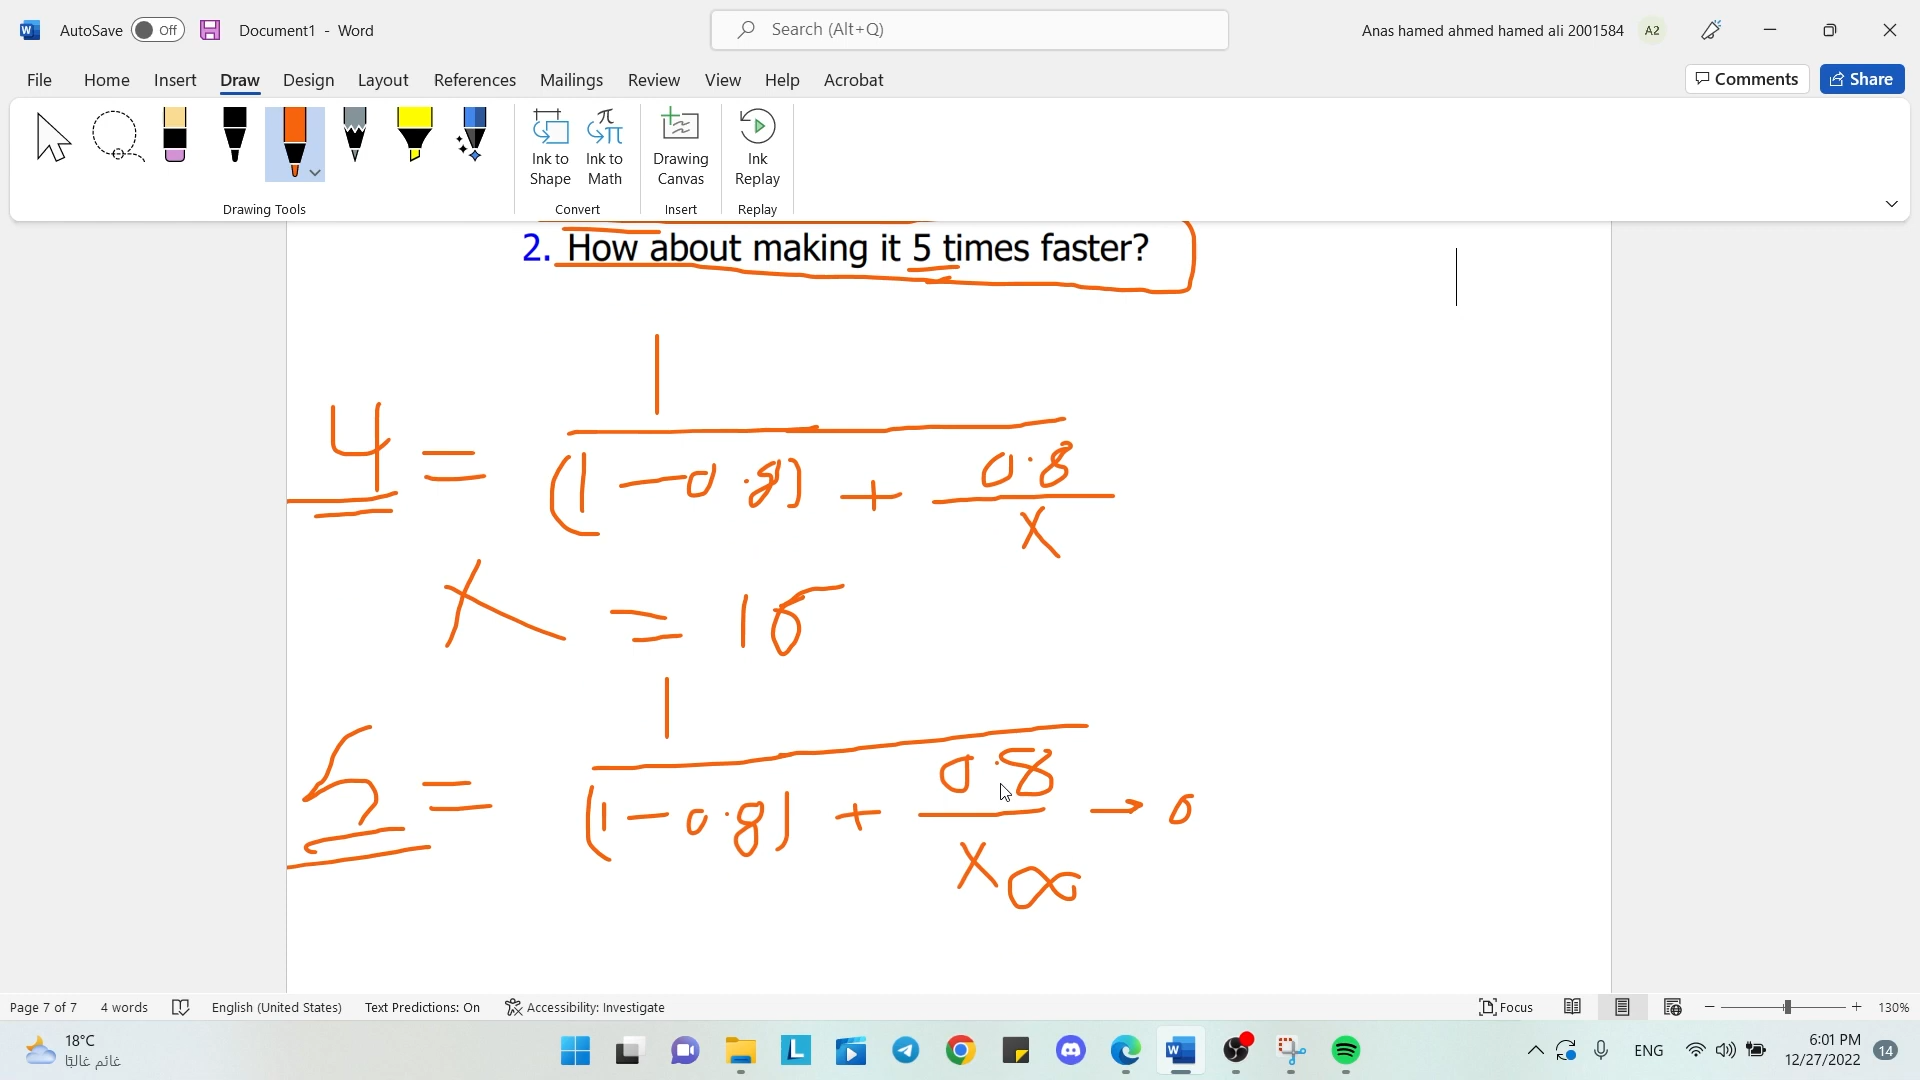 AutoSave Off Document1 - Word
Search (Alt+Q)
Anas hamed ahmed hamed ali 2001584 A2
File Home Insert Draw Design Layout References Mailings Review View Help Acrobat
Comments Share
Ink to Shape
Ink to Math
Drawing Canvas
Ink Replay
Drawing Tools Convert Insert Replay
2. How about making it 5 times faster?
1
4 = (1 - 0.8) + 0.8
x
x = 16
1
5 = (1 - 0.8) + 0.8 → 0
x ∞
Page 7 of 7 4 words English (United States) Text Predictions: On Accessibility: Investigate Focus 130%
18°C
غائم غالبًا
ENG
6:01 PM
12/27/2022
14